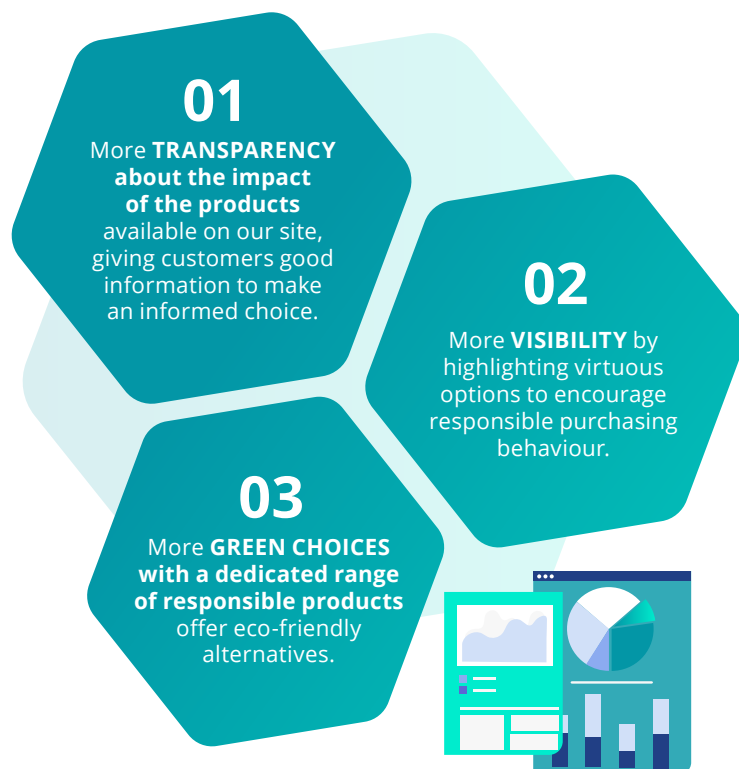 01
More TRANSPARENCY
about the impact
of the products
available on our site,
giving customers good
information to make
an informed choice.
02
More VISIBILITY by
highlighting virtuous
options to encourage
responsible purchasing
behaviour.
03
More GREEN CHOICES
with a dedicated range
of responsible products
offer eco-friendly
alternatives.